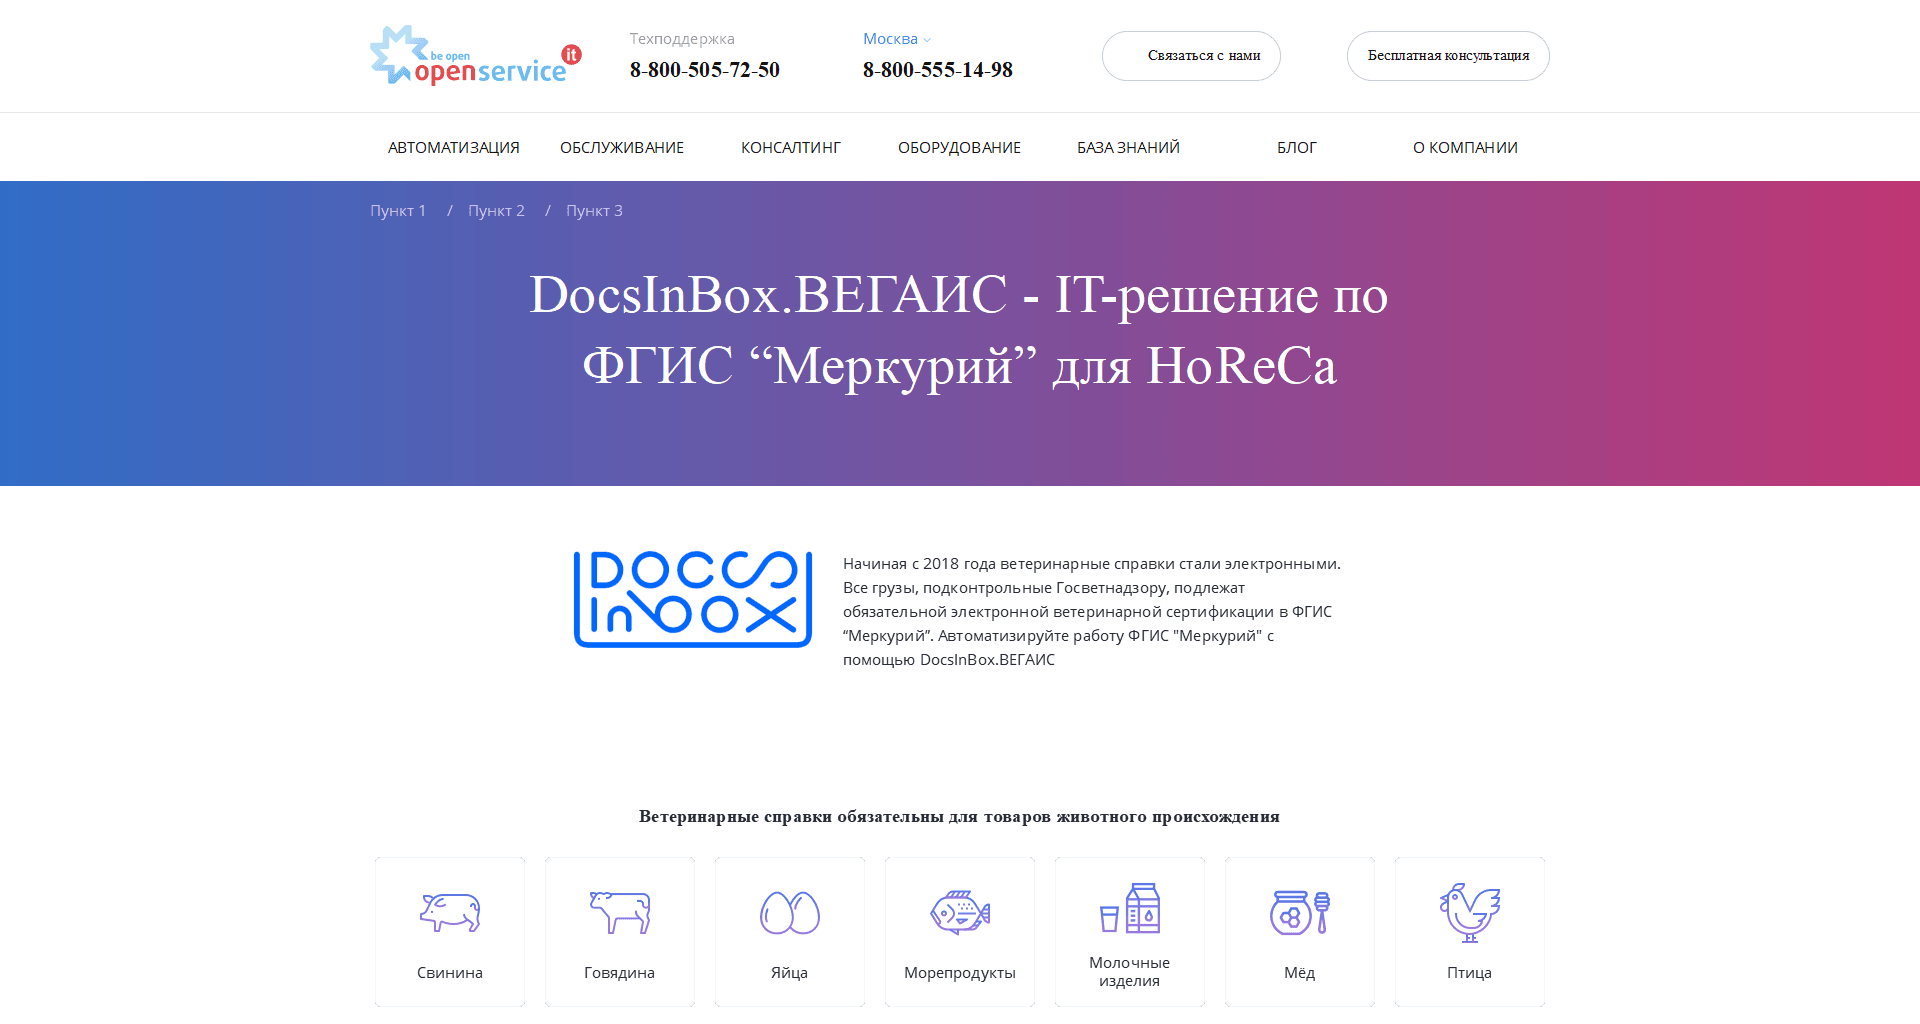 be open
openservice it
Техподдержка
8-800-505-72-50
Москва
8-800-555-14-98
Связаться с нами
Бесплатная консультация
АВТОМАТИЗАЦИЯ ОБСЛУЖИВАНИЕ КОНСАЛТИНГ ОБОРУДОВАНИЕ БАЗА ЗНАНИЙ БЛОГ О КОМПАНИИ
Пункт 1 / Пункт 2 / Пункт 3
DocsInBox.ВЕГАИС - IT-решение по
ФГИС “Меркурий” для HoReCa
DOCS
InBOX
Начиная с 2018 года ветеринарные справки стали электронными.
Все грузы, подконтрольные Госветнадзору, подлежат
обязательной электронной ветеринарной сертификации в ФГИС
“Меркурий”. Автоматизируйте работу ФГИС "Меркурий" с
помощью DocsInBox.ВЕГАИС
Ветеринарные справки обязательны для товаров животного происхождения
Свинина
Говядина
Яйца
Морепродукты
Молочные
изделия
Мёд
Птица